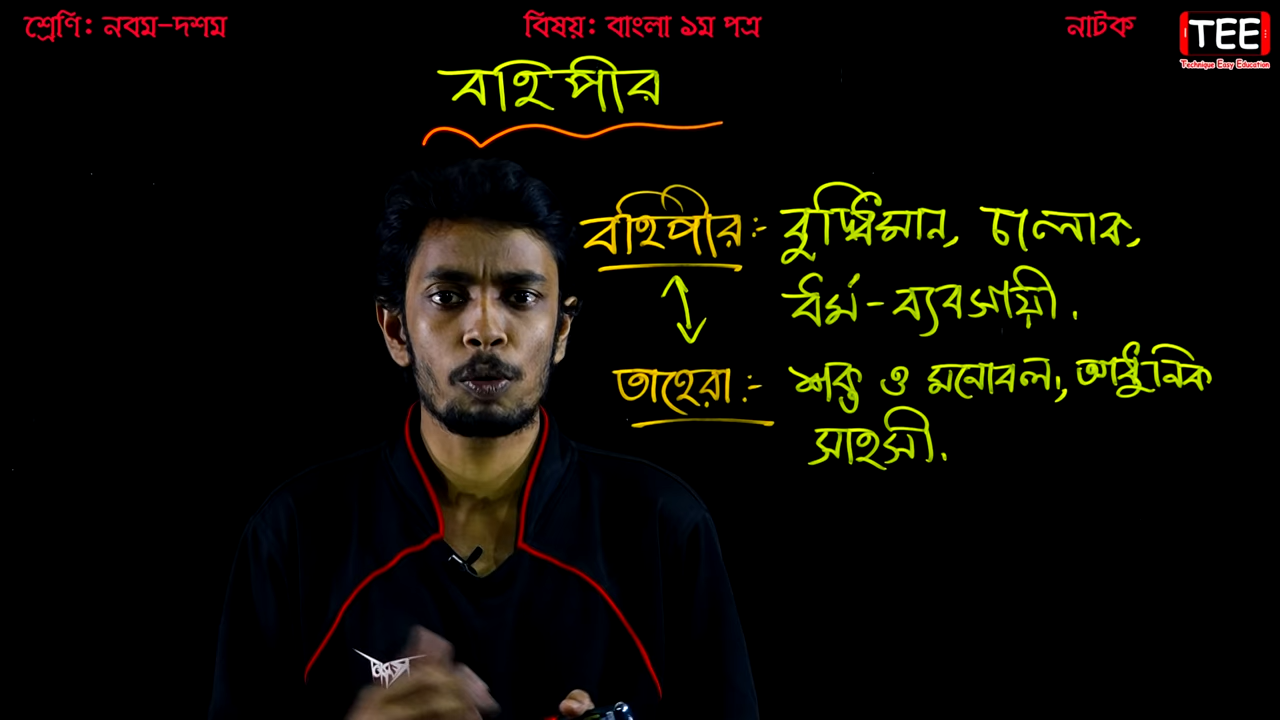 শ্রেণি: নবম-দশম
বিষয়: বাংলা ১ম পত্র
নাটক
TEE
Technique Easy Education
বহিপীর
বহিপীর :- বুদ্ধিমান, চালাক,
ধর্ম-ব্যবসায়ী.
তাহেরা :- শক্ত ও মনোবল, আধুনিক
সাহসী.